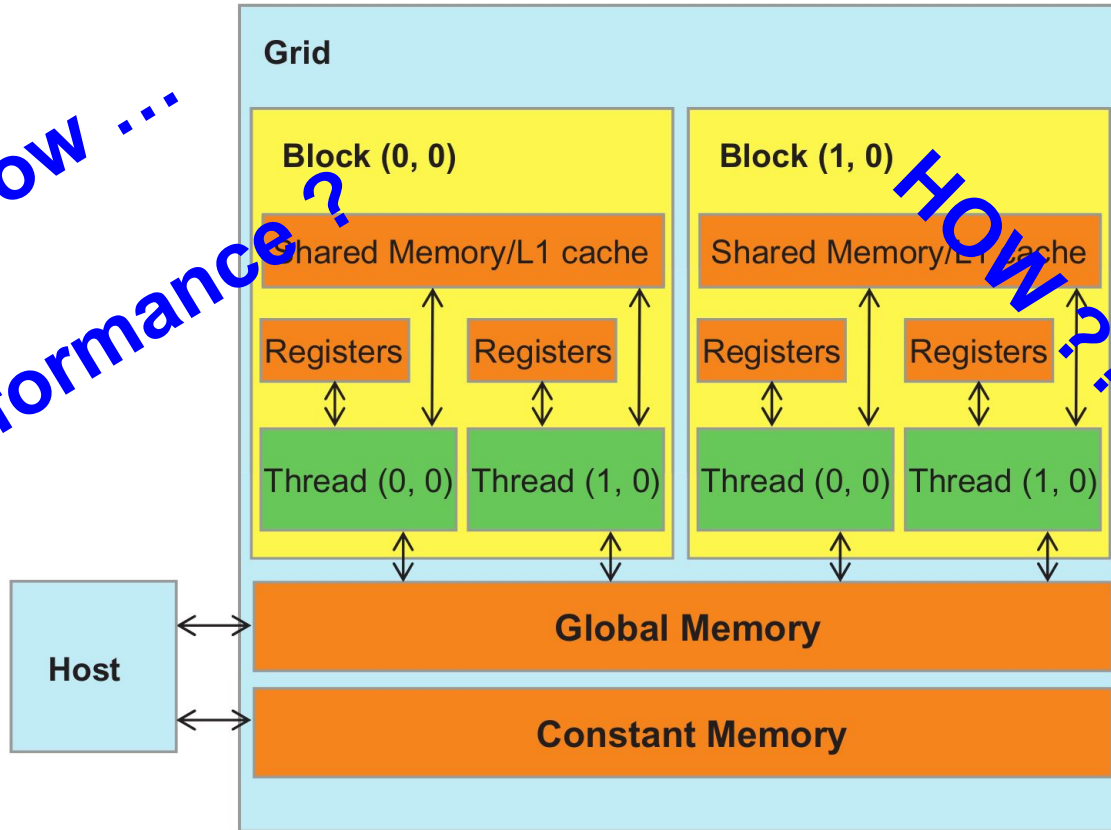 Grid
ow ...
formance ?
HOW ?
Block (0, 0)
Block (1, 0)
Shared Memory/L1 cache
Shared Memory/L1 cache
Registers
Registers
Registers
Registers
Thread (0, 0)
Thread (1, 0)
Thread (0, 0)
Thread (1, 0)
Global Memory
Host
Constant Memory